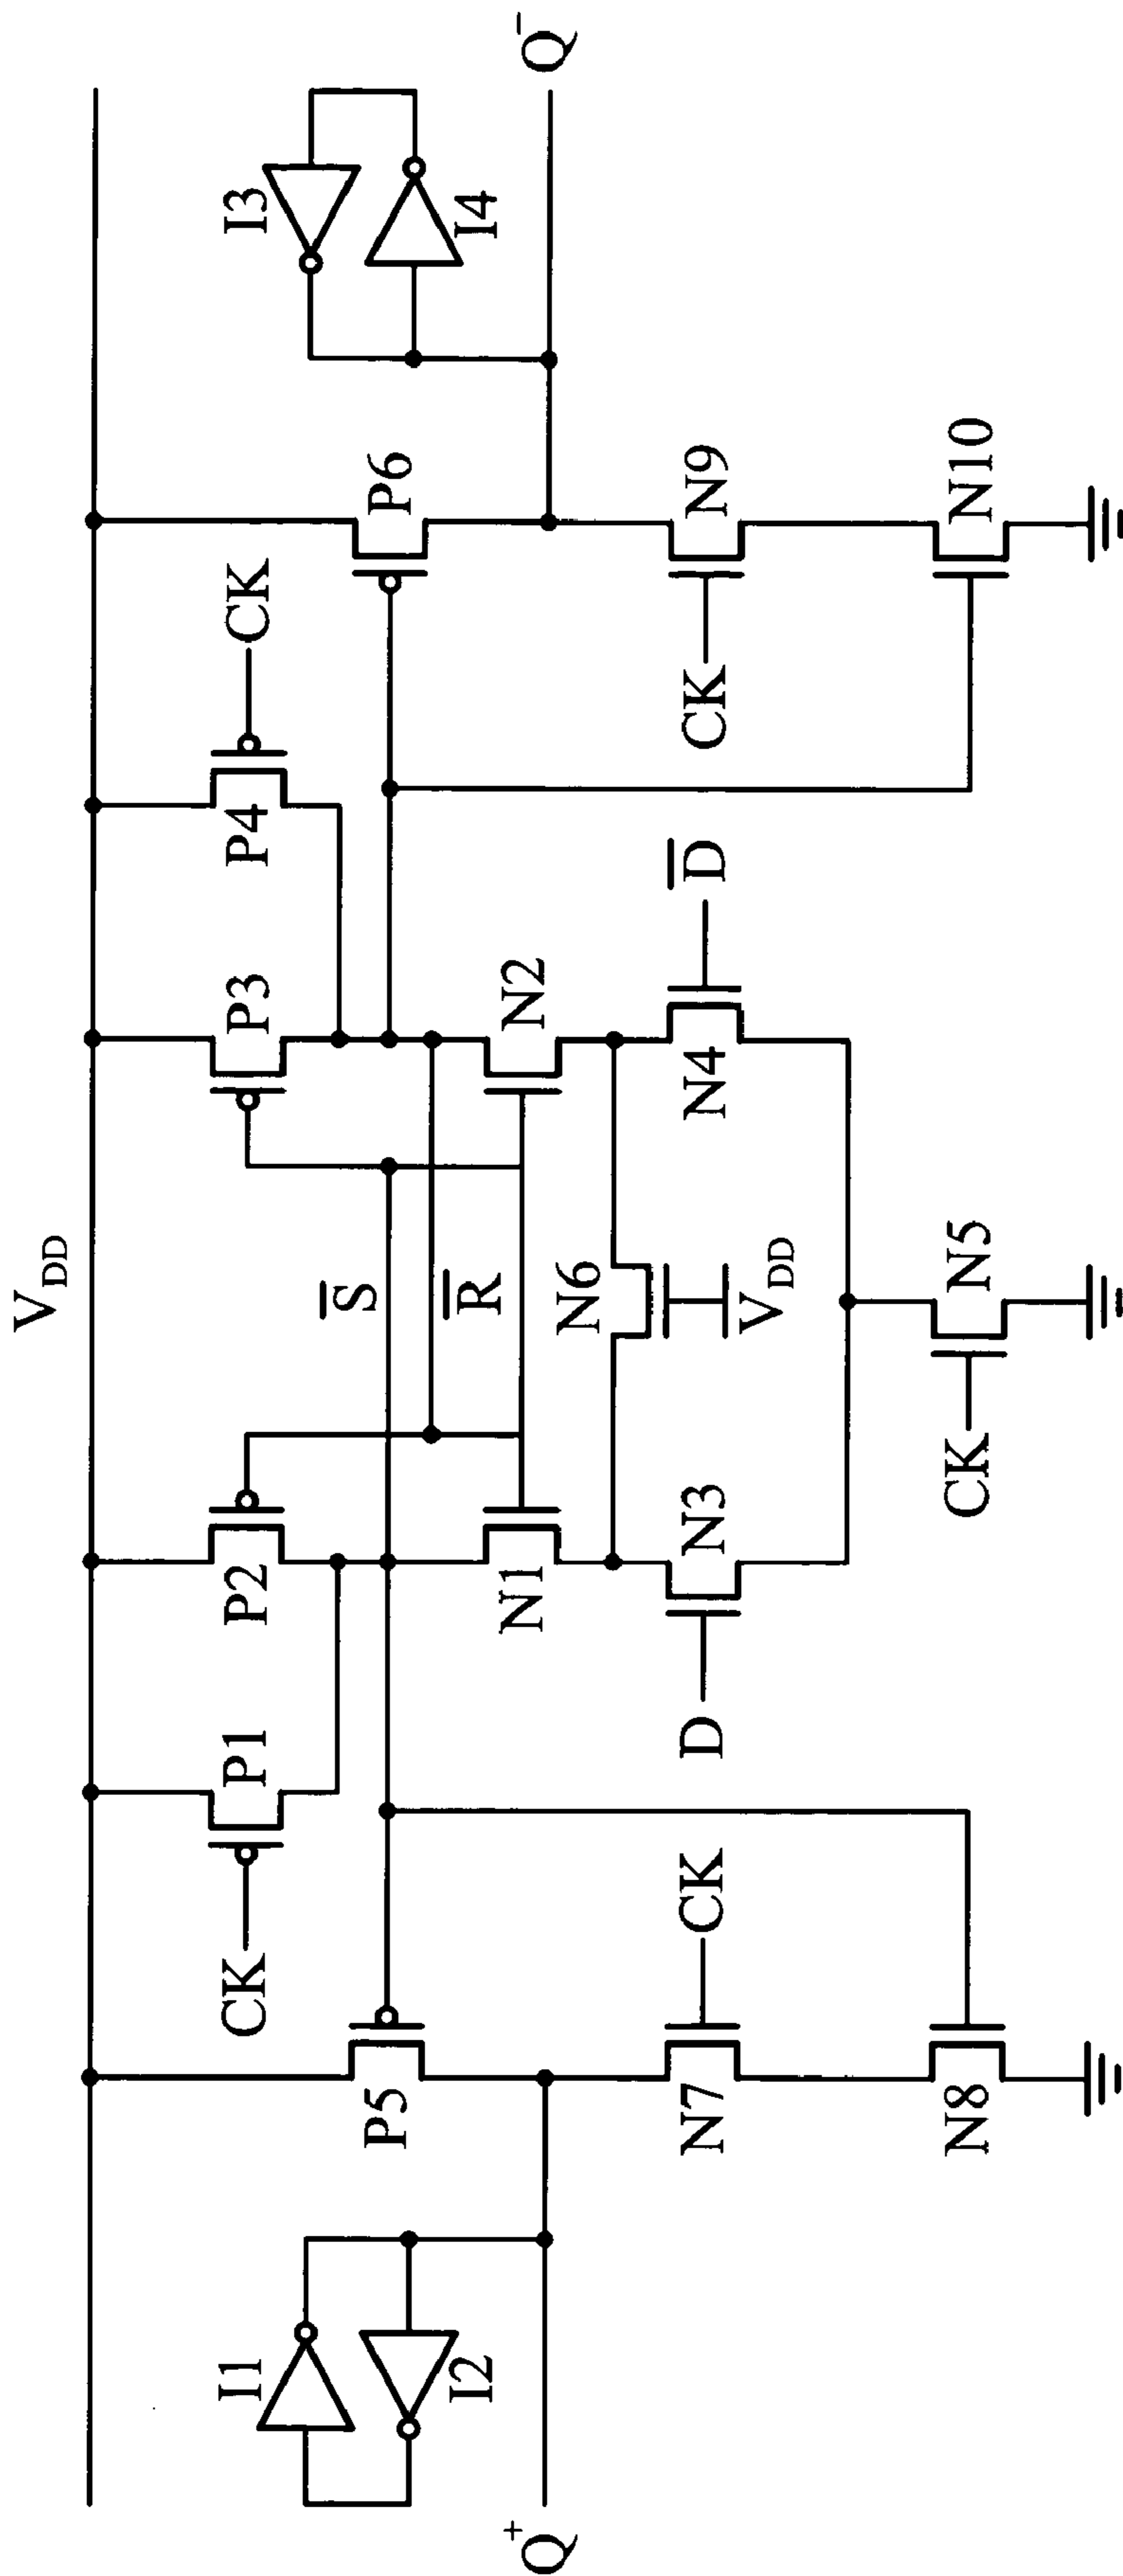 V_DD
CK
P1
P2
P3
P4
CK
I1
I2
I3
I4
P5
S̅
R̅
P6
Q⁺
N1
N2
Q⁻
N6
V_DD
D
N3
N4
D̅
N7
CK
CK
N9
N8
CK
N5
N10